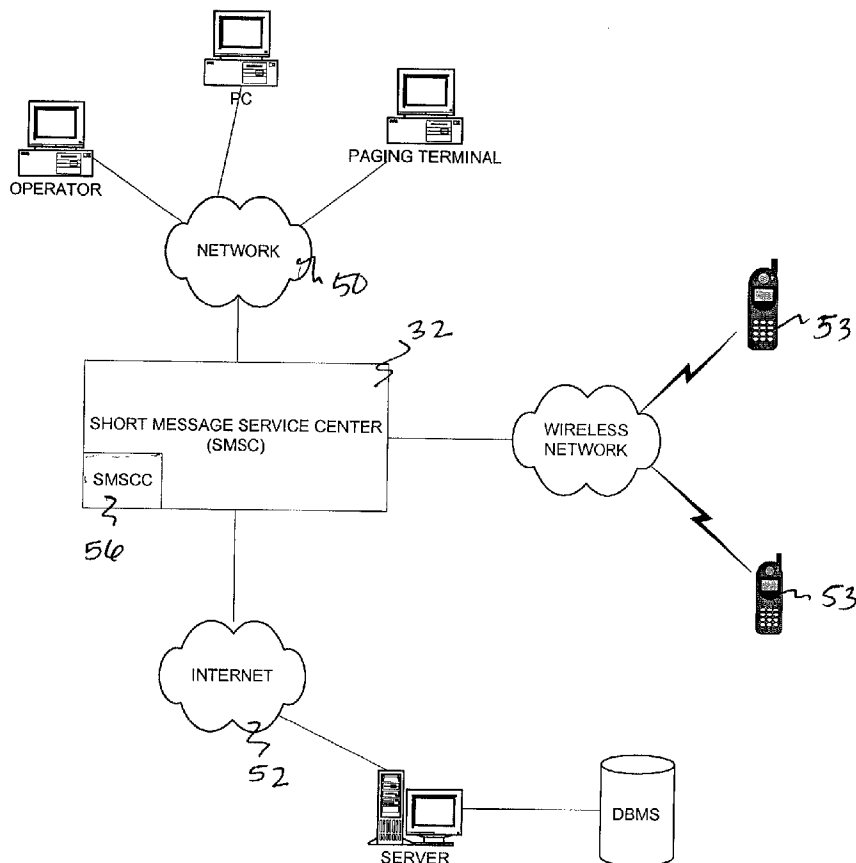 PC
PAGING TERMINAL
OPERATOR
NETWORK
50
32
53
SHORT MESSAGE SERVICE CENTER
(SMSC)
WIRELESS
NETWORK
SMSCC
56
53
INTERNET
52
DBMS
SERVER